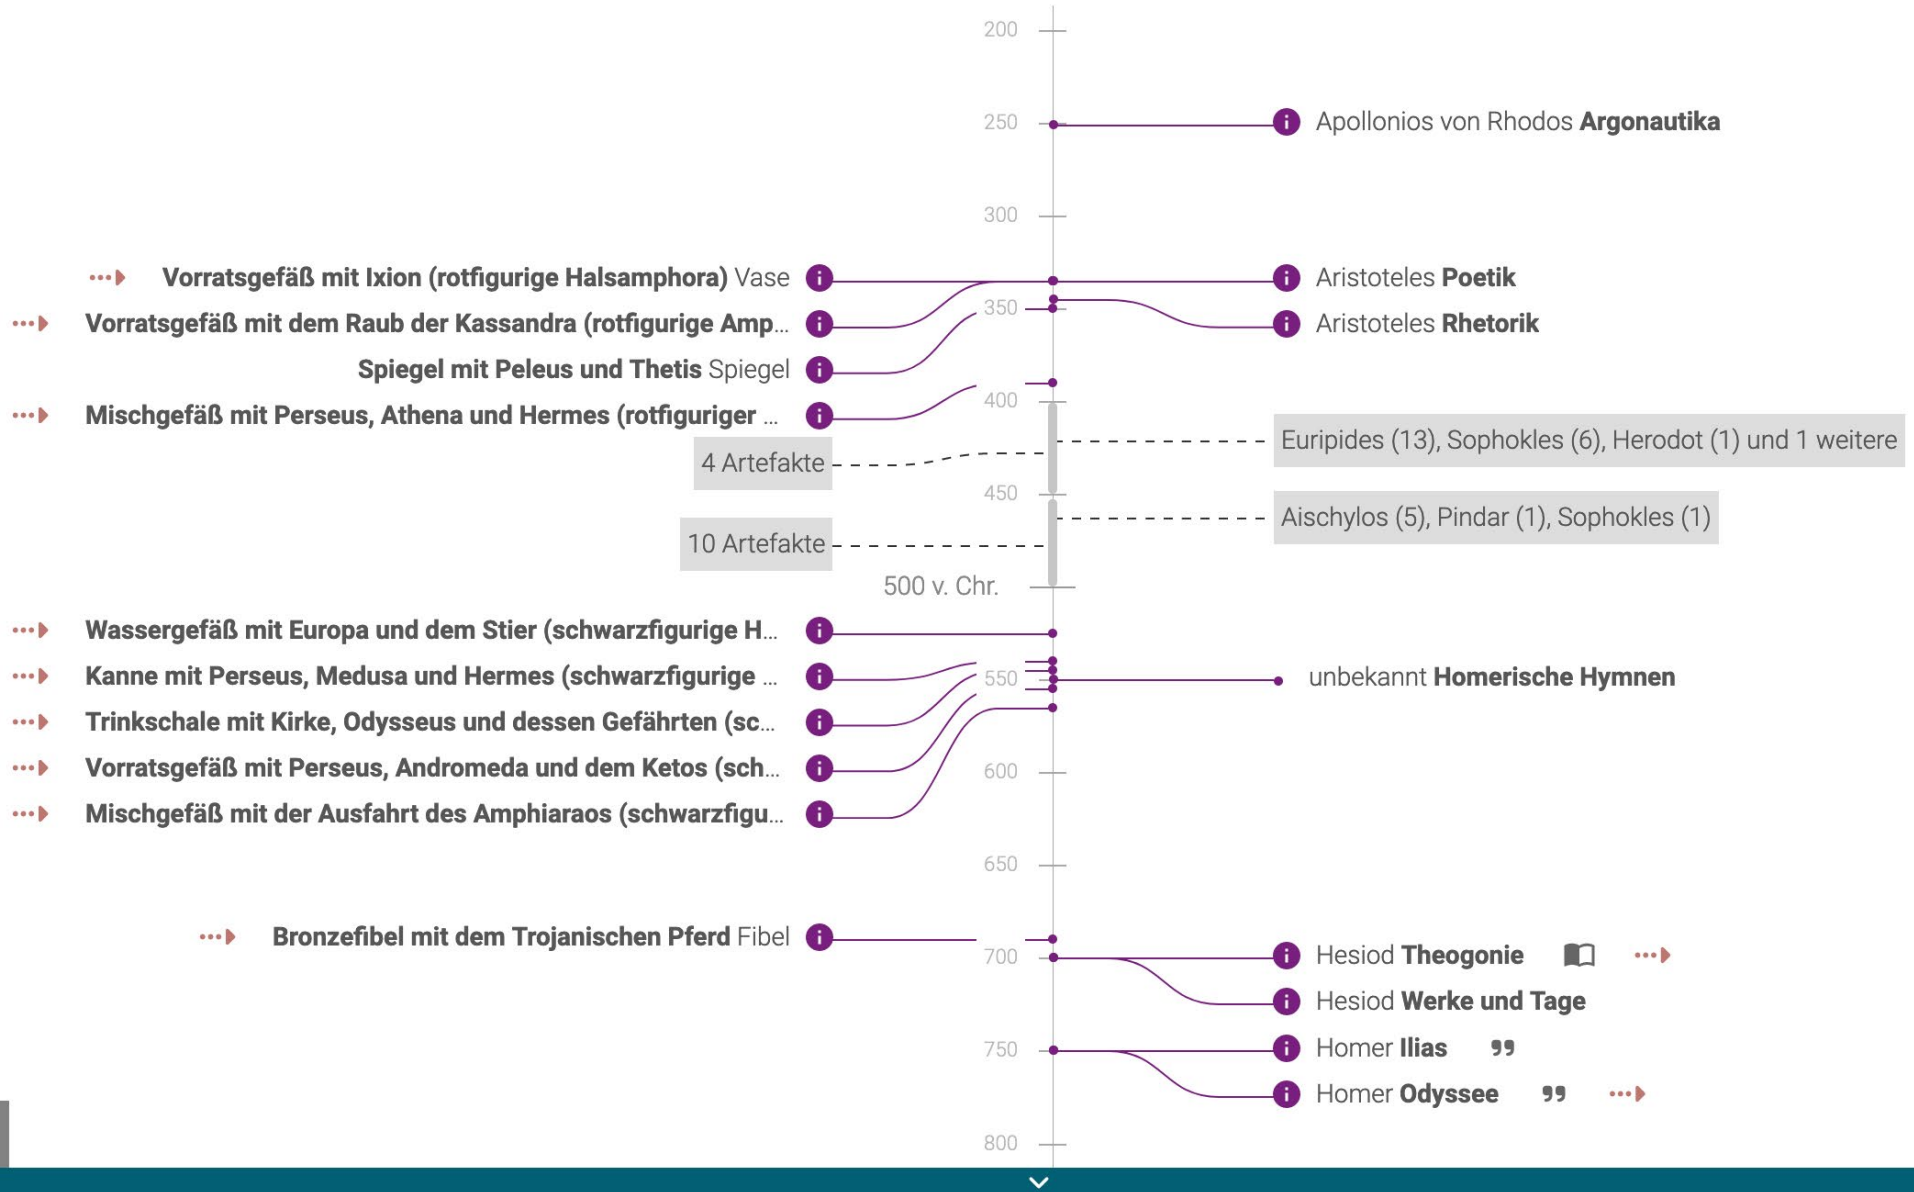 200
250
Apollonios von Rhodos Argonautika
300
Vorratsgefäß mit Ixion (rotfigurige Halsamphora) Vase
Aristoteles Poetik
Vorratsgefäß mit dem Raub der Kassandra (rotfigurige Amp...
350
Aristoteles Rhetorik
Spiegel mit Peleus und Thetis Spiegel
Mischgefäß mit Perseus, Athena und Hermes (rotfiguriger ...
400
Euripides (13), Sophokles (6), Herodot (1) und 1 weitere
4 Artefakte
450
Aischylos (5), Pindar (1), Sophokles (1)
10 Artefakte
500 v. Chr.
Wassergefäß mit Europa und dem Stier (schwarzfigurige H...
Kanne mit Perseus, Medusa und Hermes (schwarzfigurige ...
550
unbekannt Homerische Hymnen
Trinkschale mit Kirke, Odysseus und dessen Gefährten (sc...
Vorratsgefäß mit Perseus, Andromeda und dem Ketos (sch...
600
Mischgefäß mit der Ausfahrt des Amphiaraos (schwarzfigu...
650
Bronzefibel mit dem Trojanischen Pferd Fibel
700
Hesiod Theogonie
Hesiod Werke und Tage
750
Homer Ilias
Homer Odyssee
800